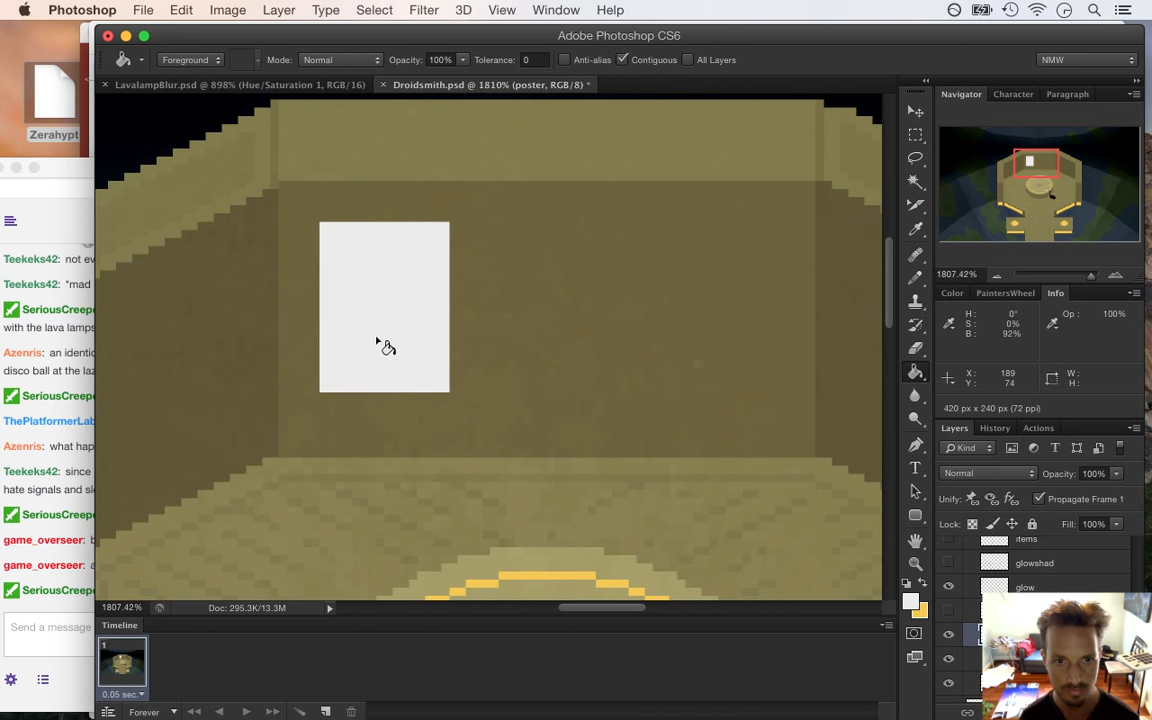 Photoshop File Edit Image Layer Type Select Filter 3D View Window Help
Adobe Photoshop CS6
Foreground Mode: Normal Opacity: 100% Tolerance: 0 Anti-alias Contiguous All Layers NMW
LavalampBlur.psd @ 898% (Hue/Saturation 1, RGB/16) Droidsmith.psd @ 1810% (poster, RGB/8) *
Navigator Character Paragraph
Zerahypt
1807.42%
Color PaintersWheel Info
H: 0° Op: 100%
S: 0%
B: 92%
X: 189 W:
Y: 74 H:
420 px x 240 px (72 ppi)
Layers History Actions
Kind
Normal Opacity: 100%
Unify: Propagate Frame 1
Lock: Fill: 100%
items
glowshad
glow
Teekeks42: not ev
Teekeks42: *mad
SeriousCreepe
with the lava lamps
Azenris: an identic
disco ball at the laz
SeriousCreepe
ThePlatformerLab
Azenris: what hap
Teekeks42: since
hate signals and sl
SeriousCreepe
game_overseer: b
game_overseer: a
SeriousCreepe
Send a message
1807.42% Doc: 295.3K/13.3M
Timeline
1
0.05 sec.
Forever